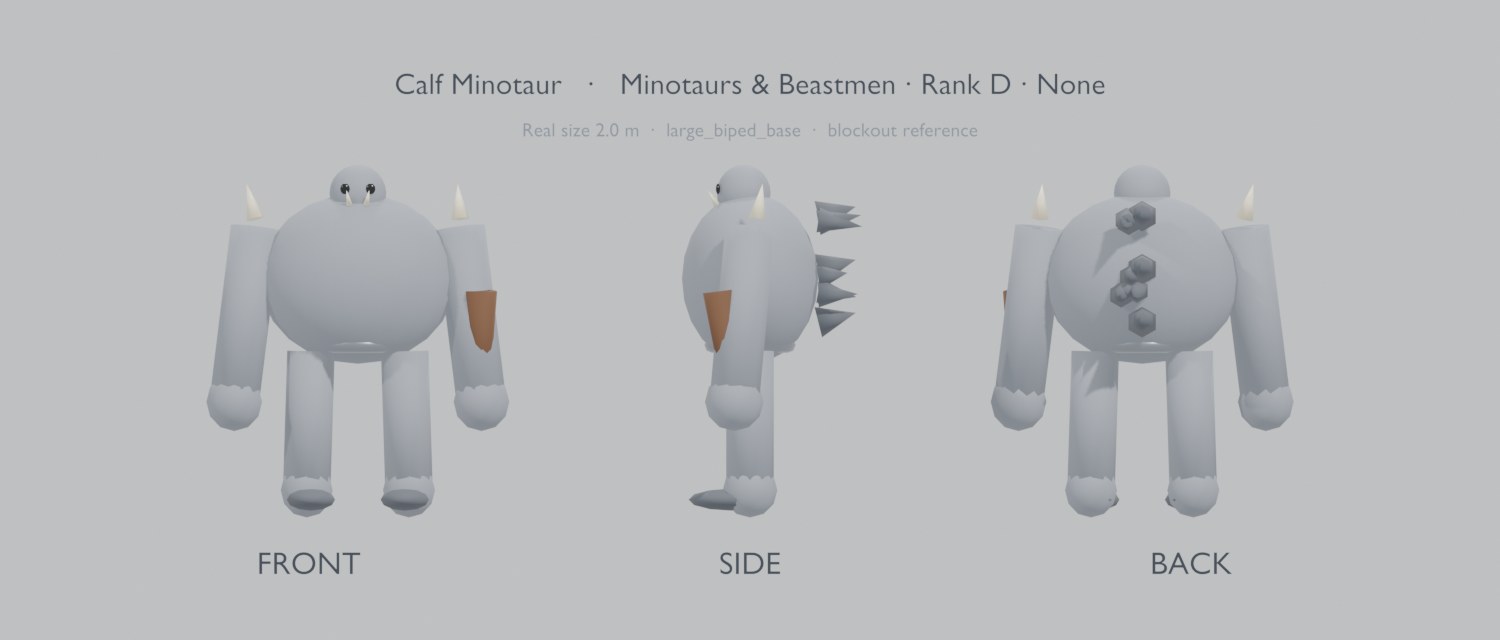 Calf Minotaur · Minotaurs & Beastmen · Rank D · None
Real size 2.0 m · large_biped_base · blockout reference
FRONT SIDE BACK